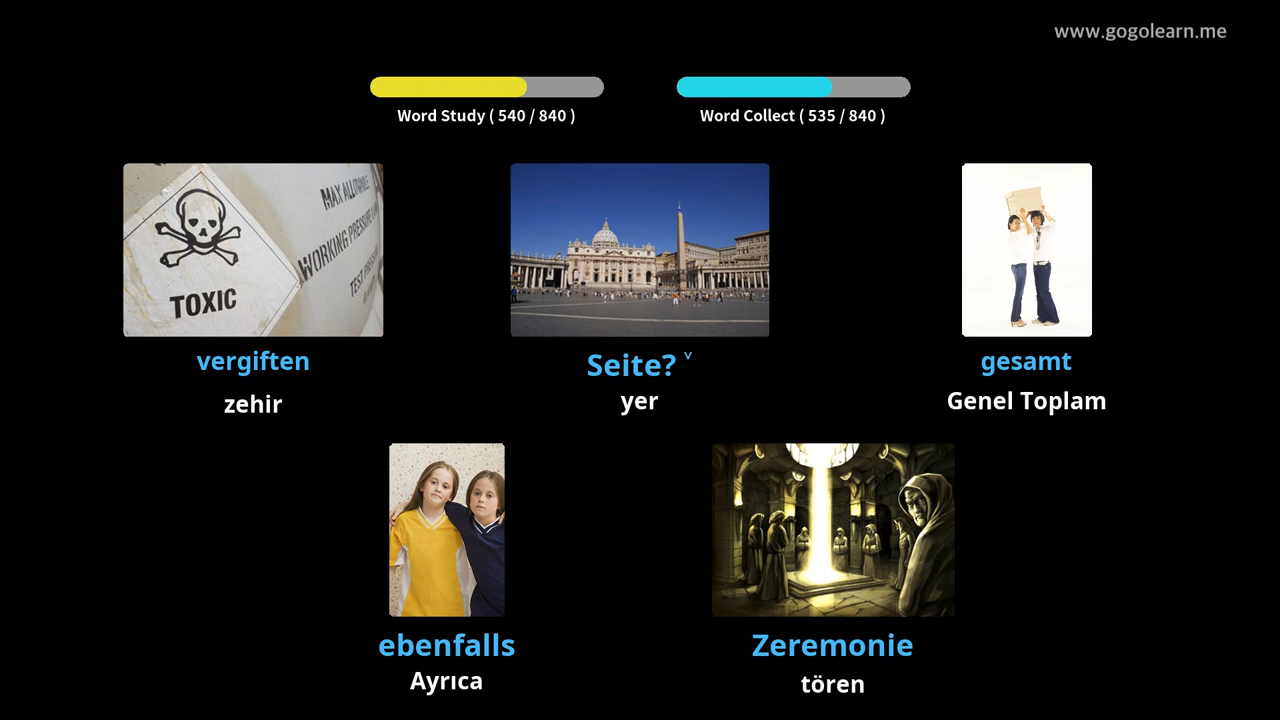 www.gogolearn.me
Word Study ( 540 / 840 )
Word Collect ( 535 / 840 )
MAX ALLOWABLE
WORKING PRESSURE
TEST PRESS
TOXIC
vergiften
zehir
Seite? v
yer
gesamt
Genel Toplam
ebenfalls
Ayrıca
Zeremonie
tören